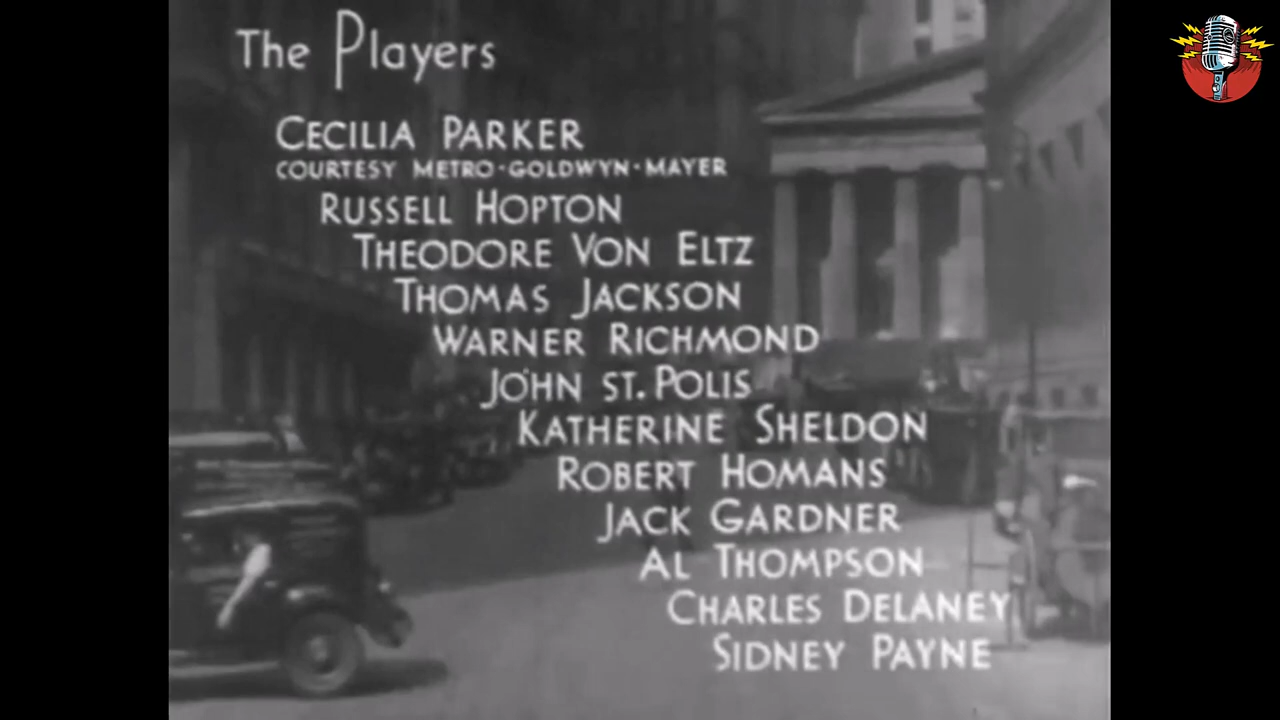 The Players
CECILIA PARKER
COURTESY METRO-GOLDWYN-MAYER
RUSSELL HOPTON
THEODORE VON ELTZ
THOMAS JACKSON
WARNER RICHMOND
JOHN ST. POLIS
KATHERINE SHELDON
ROBERT HOMANS
JACK GARDNER
AL THOMPSON
CHARLES DELANEY
SIDNEY PAYNE